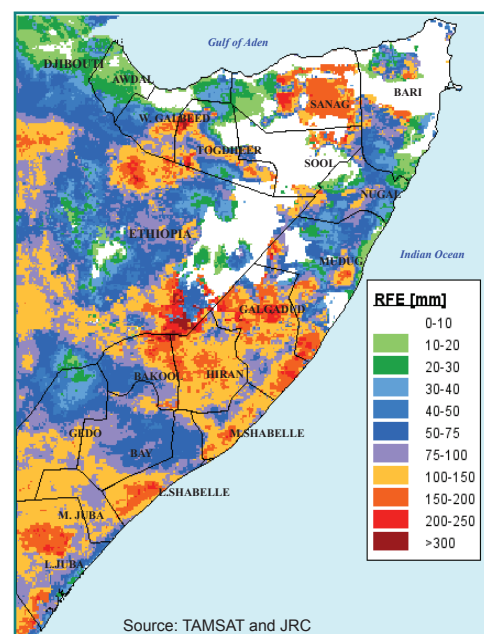 Gulf of Aden
DJIBOUTI
AWDAL
BARI
SANAG
W. GALBEED
TOGDHEER
SOOL
NUGAL
ETHIOPIA
Indian Ocean
MUDUG
RFE [mm]
0-10
10-20
20-30
30-40
40-50
50-75
75-100
100-150
150-200
200-250
>300
GALGADUD
BAKOOL
HIRAN
GEDO
M.SHABELLE
BAY
L.SHABELLE
M. JUBA
L.JUBA
Source: TAMSAT and JRC